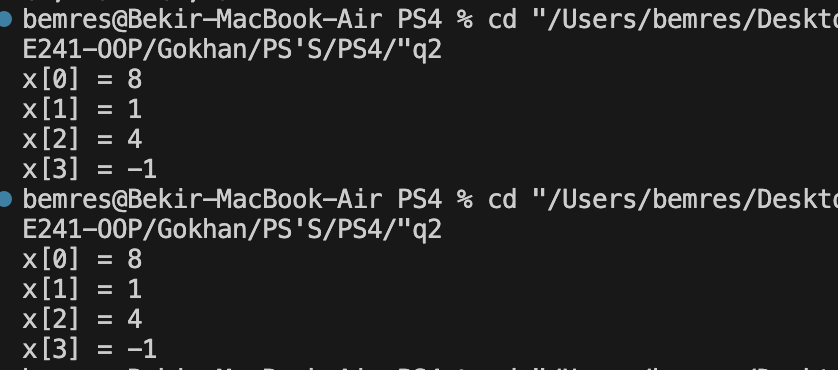 bemres@Bekir-MacBook-Air PS4 % cd "/Users/bemres/Deskto
E241-OOP/Gokhan/PS'S/PS4/"q2
x[0] = 8
x[1] = 1
x[2] = 4
x[3] = -1
bemres@Bekir-MacBook-Air PS4 % cd "/Users/bemres/Deskto
E241-OOP/Gokhan/PS'S/PS4/"q2
x[0] = 8
x[1] = 1
x[2] = 4
x[3] = -1